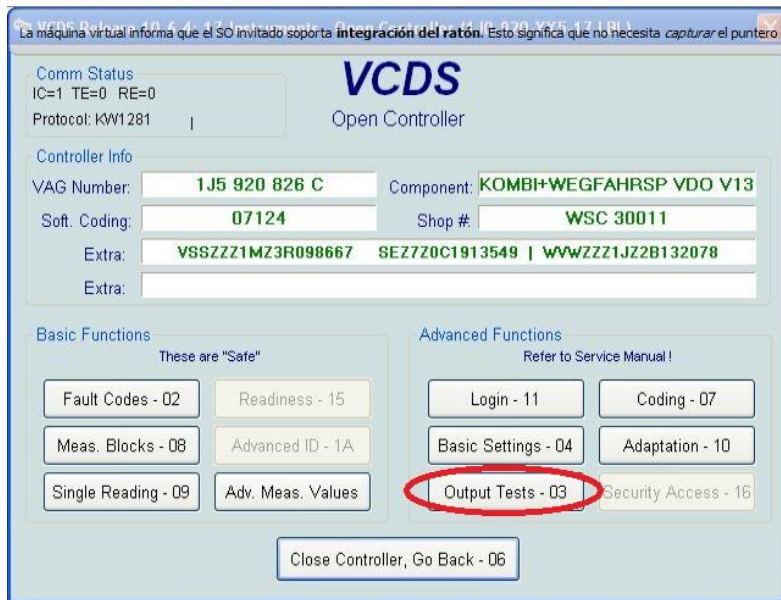 La máquina virtual informa que el SO invitado soporta integración del ratón. Esto significa que no necesita capturar el puntero
Comm Status
IC=1 TE=0 RE=0
Protocol: KW1281
VCDS
Open Controller
Controller Info
VAG Number: 1J5 920 826 C Component: KOMBI+WEGFAHRSP VDO V13
Soft. Coding: 07124 Shop #: WSC 30011
Extra: VSSZZZ1MZ3R098667 SEZ7Z0C1913549 | WVWZZZ1JZ2B132078
Extra:
Basic Functions
These are "Safe"
Fault Codes - 02 Readiness - 15
Meas. Blocks - 08 Advanced ID - 1A
Single Reading - 09 Adv. Meas. Values
Advanced Functions
Refer to Service Manual !
Login - 11 Coding - 07
Basic Settings - 04 Adaptation - 10
Output Tests - 03 Security Access - 16
Close Controller, Go Back - 06